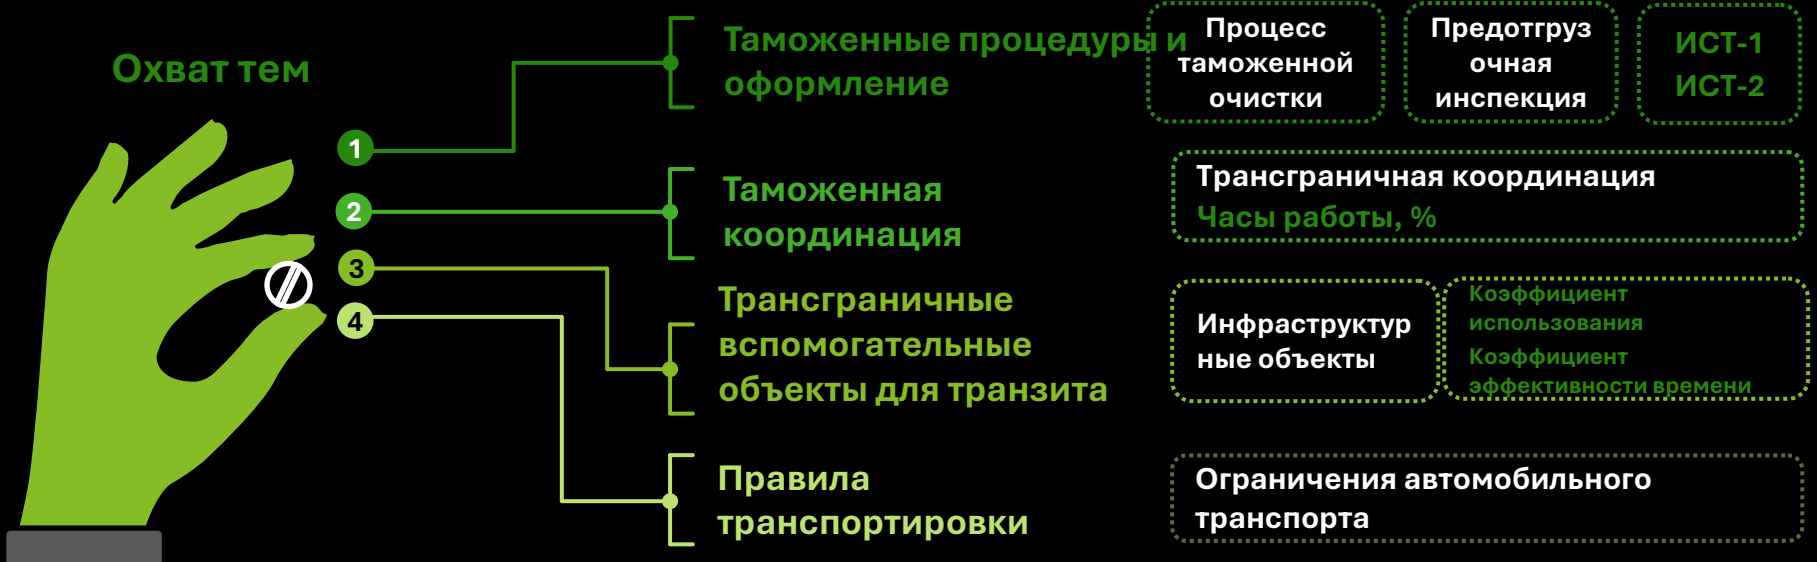 Охват тем
1
Таможенные процедуры и
оформление
Процесс
таможенной
очистки
Предотгруз
очная
инспекция
ИСТ-1
ИСТ-2
2
Таможенная
координация
Трансграничная координация
Часы работы, %
3
Трансграничные
вспомогательные
объекты для транзита
Инфраструктур
ные объекты
Коэффициент
использования
Коэффициент
эффективности времени
4
Правила
транспортировки
Ограничения автомобильного
транспорта